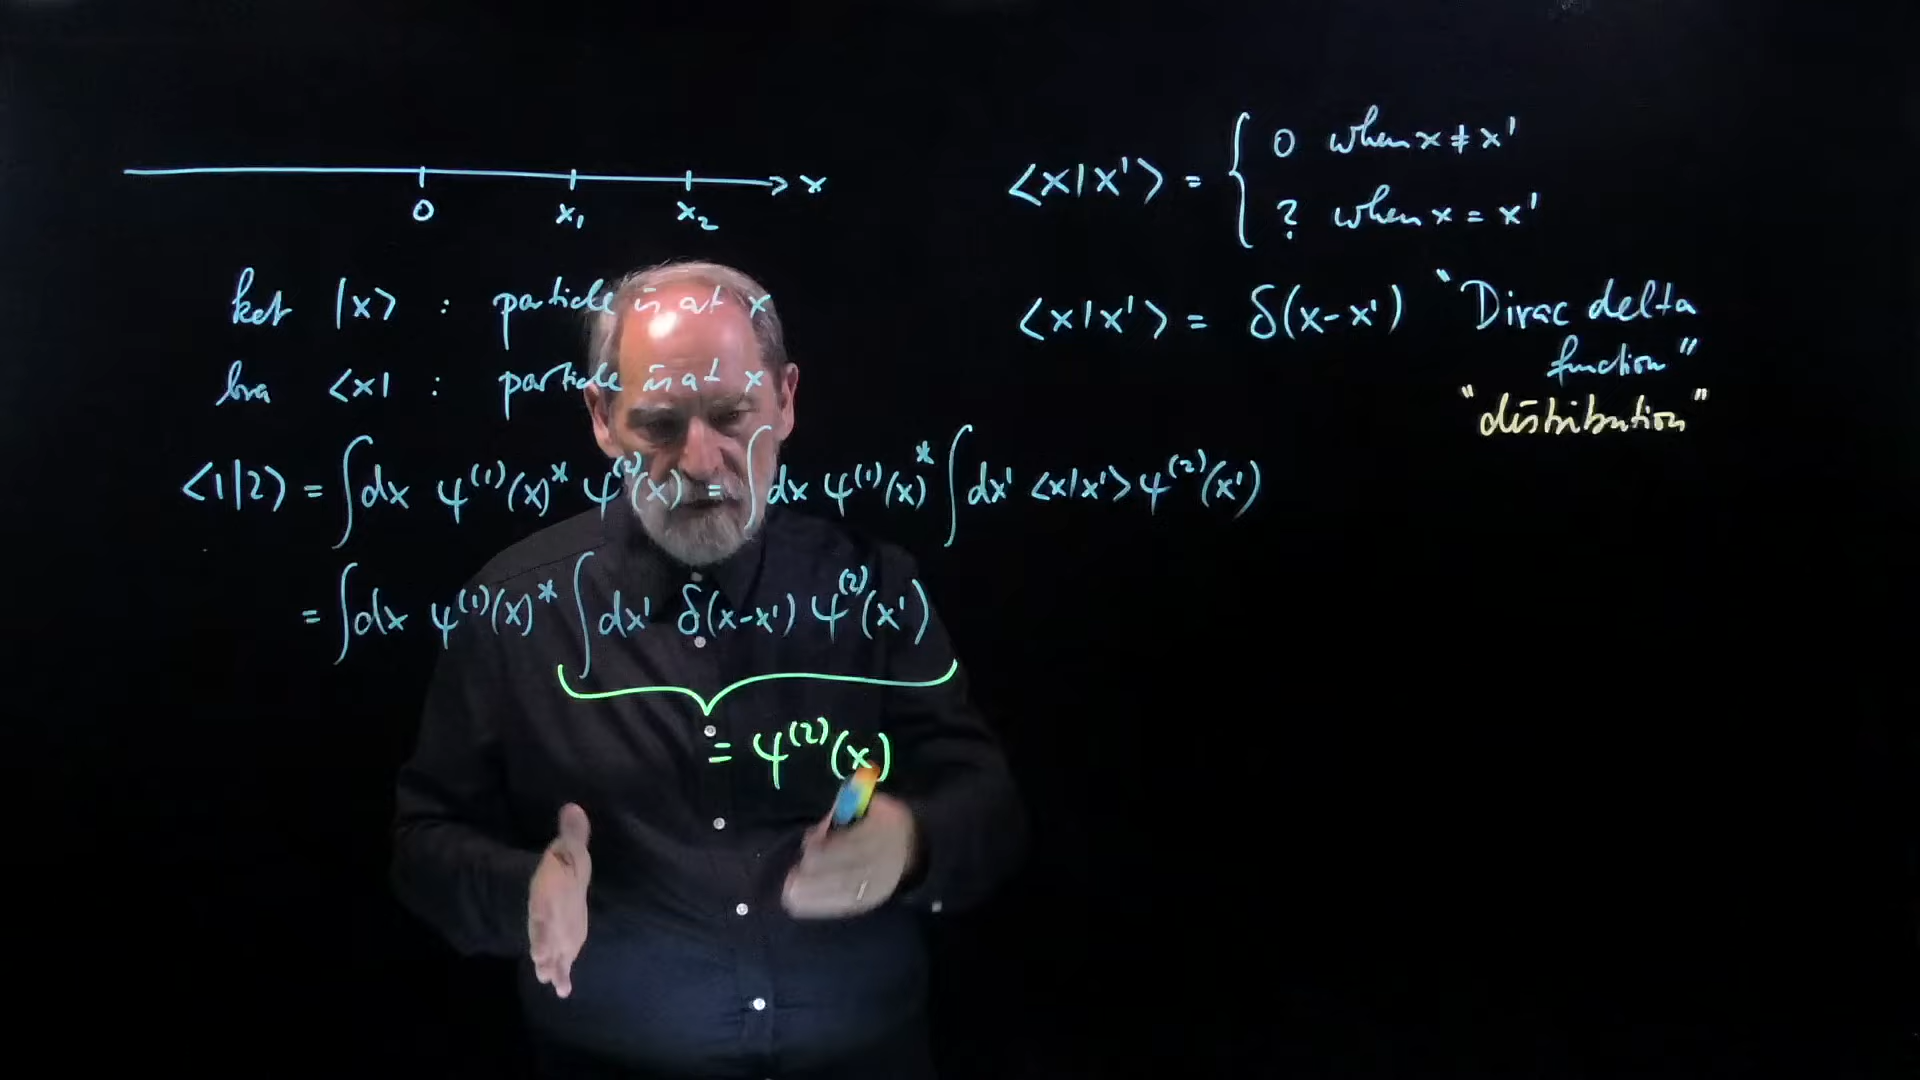 0 x₁ x₂ x
ket |x> : particle is at x
bra <x| : particle is at x
<1|2> = ∫dx ψ⁽¹⁾(x)* ψ⁽²⁾(x) = ∫dx ψ⁽¹⁾(x)* ∫dx' <x|x'> ψ⁽²⁾(x')
= ∫dx ψ⁽¹⁾(x)* ∫dx' δ(x-x') ψ⁽²⁾(x')
= ψ⁽²⁾(x)
<x|x'> = { 0 when x ≠ x'
? when x = x'
<x|x'> = δ(x-x') "Dirac delta
function"
"distribution"